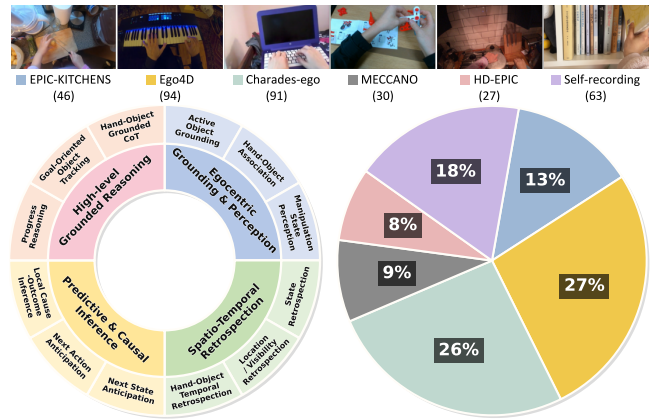 EPIC-KITCHENS
(46)
Ego4D
(94)
Charades-ego
(91)
MECCANO
(30)
HD-EPIC
(27)
Self-recording
(63)
Hand-Object
Grounded
CoT
Active
Object
Grounding
Goal-Oriented
Object
Tracking
Hand-Object
Association
Progress
Reasoning
Manipulation
State
Perception
High-level
Grounded Reasoning
Egocentric
Grounding & Perception
Predictive & Causal
Inference
Spatio-Temporal
Retrospection
Local Cause
-Outcome
Inference
State
Retrospection
Next Action
Anticipation
Location
/ Visibility
Retrospection
Next State
Anticipation
Hand-Object
Temporal
Retrospection
18%
13%
8%
27%
9%
26%